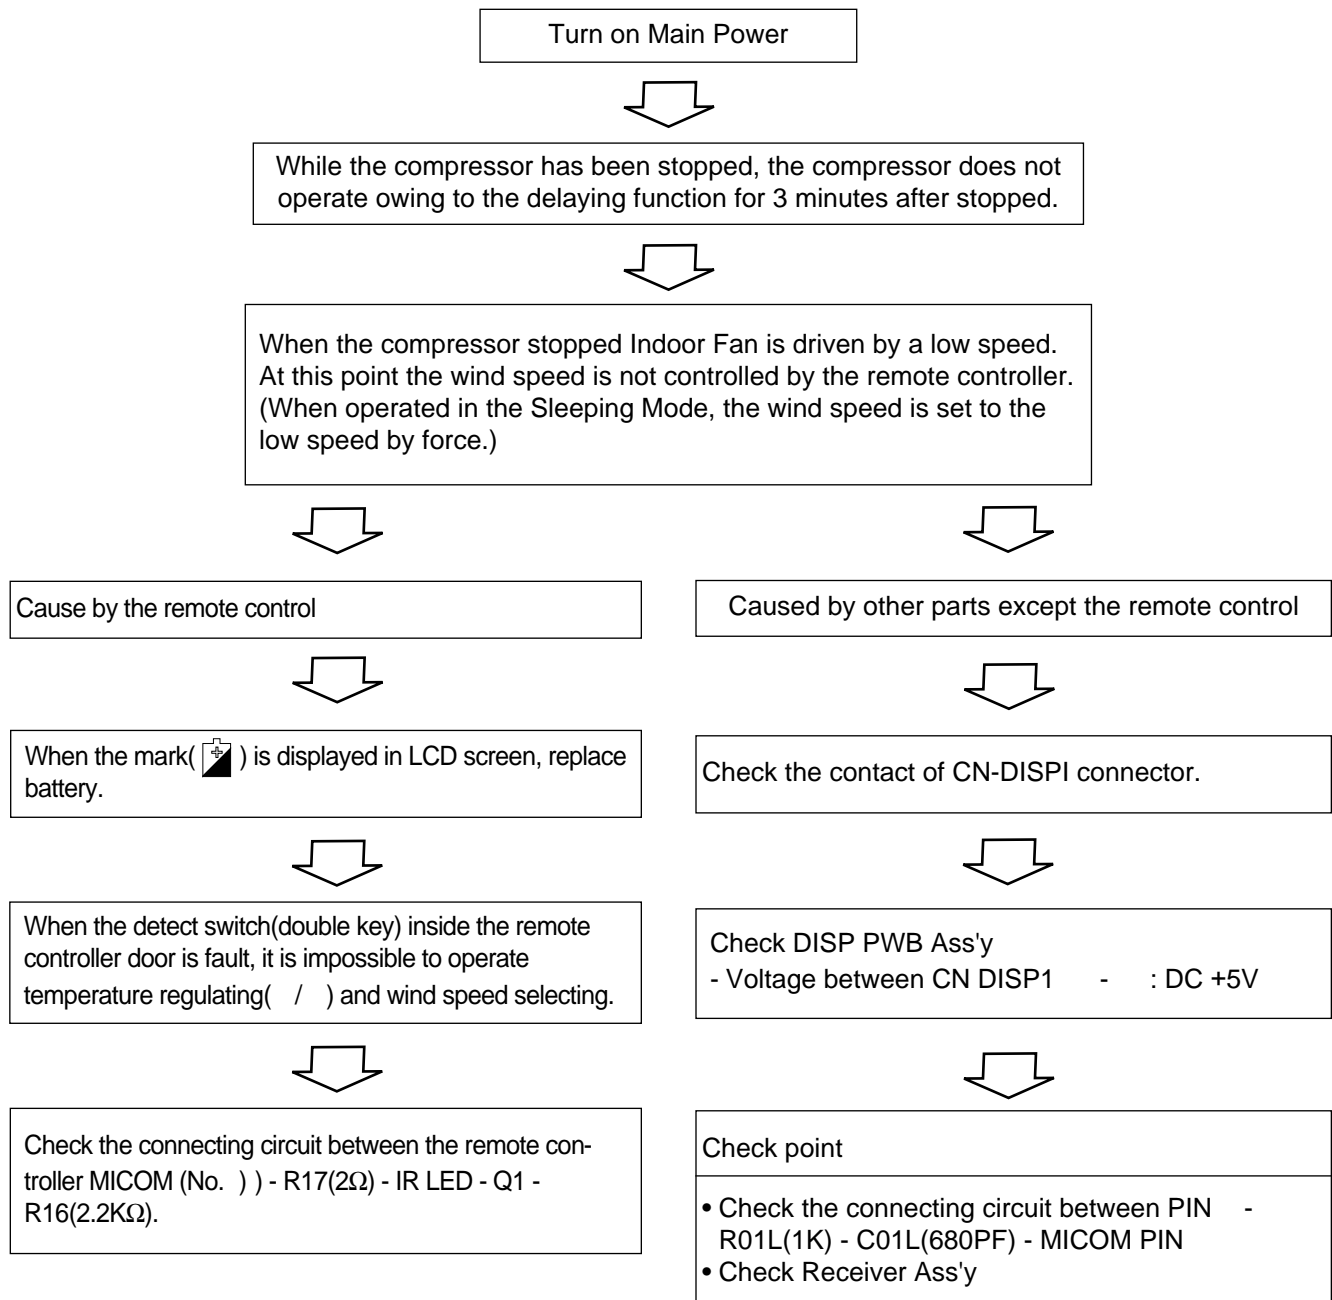 Turn on Main Power
While the compressor has been stopped, the compressor does not
operate owing to the delaying function for 3 minutes after stopped.
When the compressor stopped Indoor Fan is driven by a low speed.
At this point the wind speed is not controlled by the remote controller.
(When operated in the Sleeping Mode, the wind speed is set to the
low speed by force.)
Cause by the remote control
When the mark( ) is displayed in LCD screen, replace
battery.
When the detect switch(double key) inside the remote
controller door is fault, it is impossible to operate
temperature regulating( / ) and wind speed selecting.
Check the connecting circuit between the remote con-
troller MICOM (No. ) ) - R17(2Ω) - IR LED - Q1 -
R16(2.2KΩ).
Caused by other parts except the remote control
Check the contact of CN-DISPI connector.
Check DISP PWB Ass'y
- Voltage between CN DISP1 - : DC +5V
Check point
• Check the connecting circuit between PIN -
R01L(1K) - C01L(680PF) - MICOM PIN
• Check Receiver Ass'y